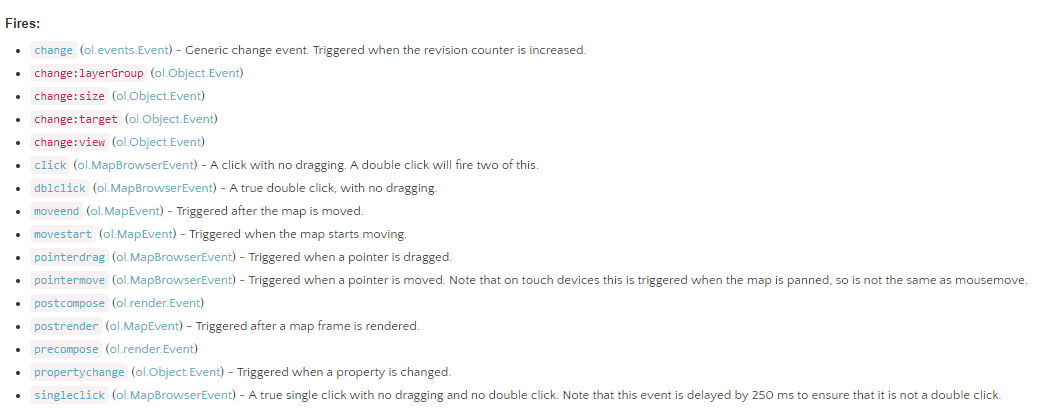 Fires:
change (ol.events.Event) - Generic change event. Triggered when the revision counter is increased.
change:layerGroup (ol.Object.Event)
change:size (ol.Object.Event)
change:target (ol.Object.Event)
change:view (ol.Object.Event)
click (ol.MapBrowserEvent) - A click with no dragging. A double click will fire two of this.
dblclick (ol.MapBrowserEvent) - A true double click, with no dragging.
moveend (ol.MapEvent) - Triggered after the map is moved.
movestart (ol.MapEvent) - Triggered when the map starts moving.
pointerdrag (ol.MapBrowserEvent) - Triggered when a pointer is dragged.
pointermove (ol.MapBrowserEvent) - Triggered when a pointer is moved. Note that on touch devices this is triggered when the map is panned, so is not the same as mousemove.
postcompose (ol.render.Event)
postrender (ol.MapEvent) - Triggered after a map frame is rendered.
precompose (ol.render.Event)
propertychange (ol.Object.Event) - Triggered when a property is changed.
singleclick (ol.MapBrowserEvent) - A true single click with no dragging and no double click. Note that this event is delayed by 250 ms to ensure that it is not a double click.